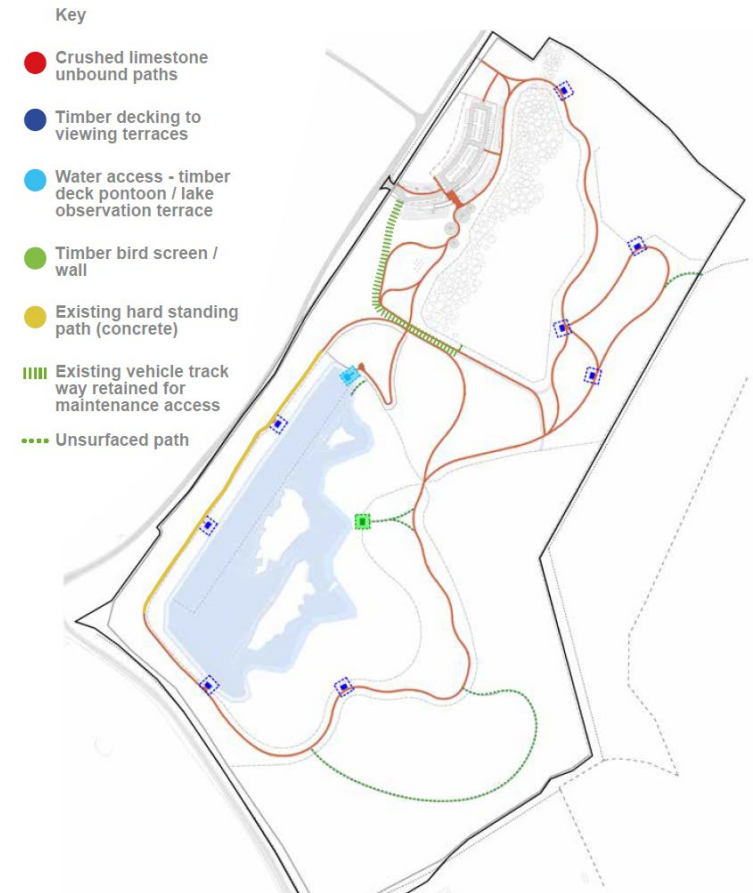 Key
Crushed limestone
unbound paths
Timber decking to
viewing terraces
Water access - timber
deck pontoon / lake
observation terrace
Timber bird screen /
wall
Existing hard standing
path (concrete)
Existing vehicle track
way retained for
maintenance access
Unsurfaced path